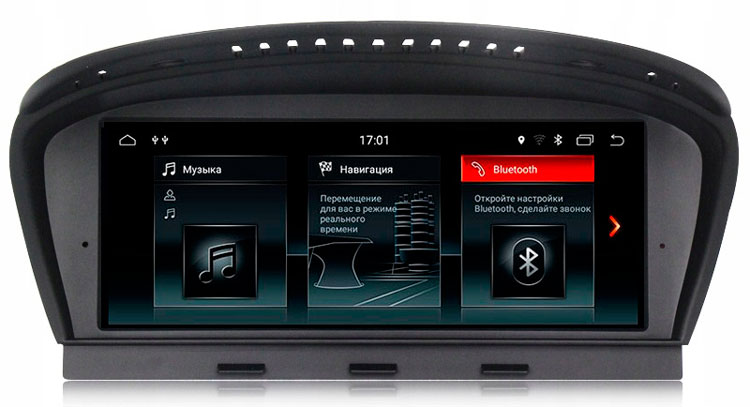 17:01
Музыка
Навигация
Перемещение
для вас в режиме
реального
времени
Bluetooth
Откройте настройки
Bluetooth, сделайте звонок